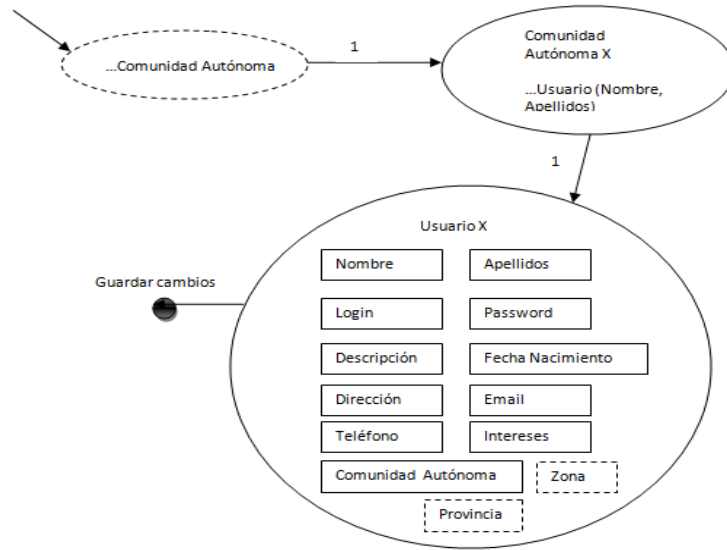 ...Comunidad Autónoma
1
Comunidad
Autónoma X
...Usuario (Nombre,
Apellidos)
1
Usuario X
Nombre
Apellidos
Guardar cambios
Login
Password
Descripción
Fecha Nacimiento
Dirección
Email
Teléfono
Intereses
Comunidad Autónoma
Zona
Provincia